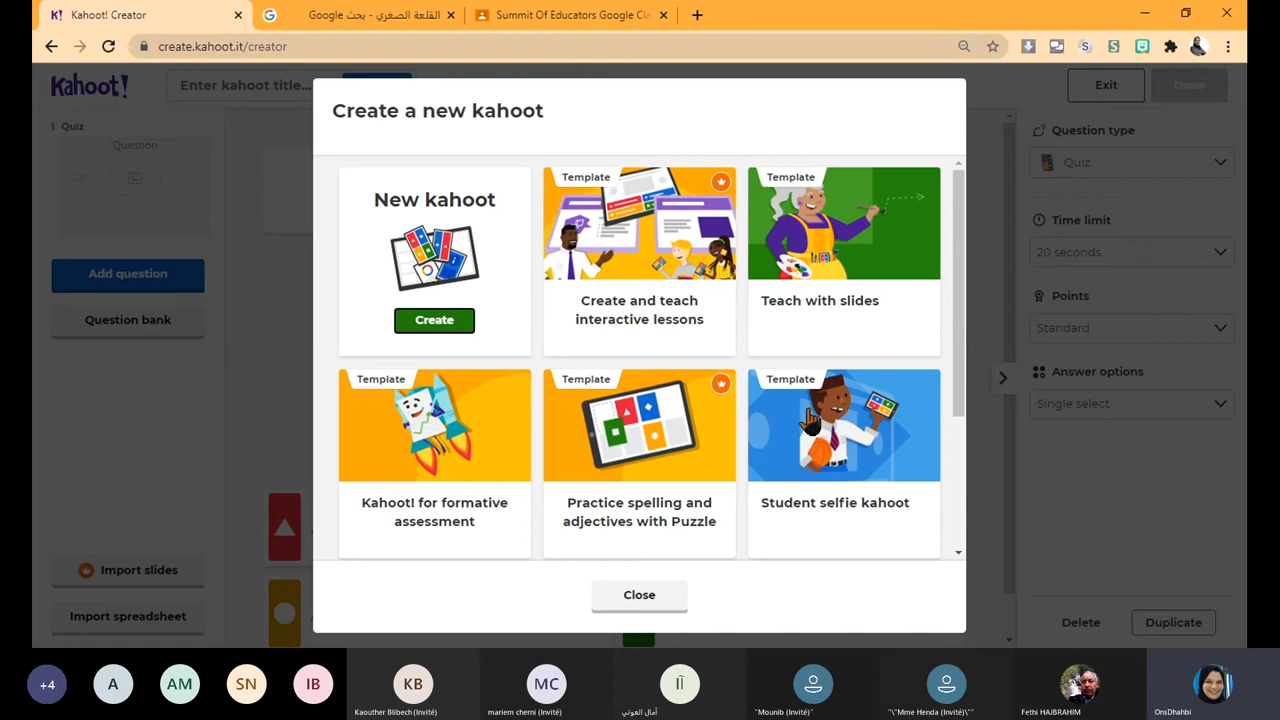 Kahoot! Creator
القلعة الصغري - بحث Google
Summit Of Educators Google Cla
create.kahoot.it/creator
Kahoot!
Enter kahoot title...
Exit
Done
1 Quiz
Question
20
Add question
Question bank
Import slides
Import spreadsheet
Create a new kahoot
New kahoot
Create
Template
Create and teach
interactive lessons
Template
Teach with slides
Template
Kahoot! for formative
assessment
Template
Practice spelling and
adjectives with Puzzle
Template
Student selfie kahoot
Close
Question type
Quiz
Time limit
20 seconds
Points
Standard
Answer options
Single select
Delete
Duplicate
+4
A
AM
SN
IB
KB
Kaouther Blibech (Invité)
MC
mariem cherni (Invité)
آمال العوني
"Mounib (Invité)"
"\"Mme Henda (Invité)\""
Fethi HAJBRAHIM
OnsDhahbi